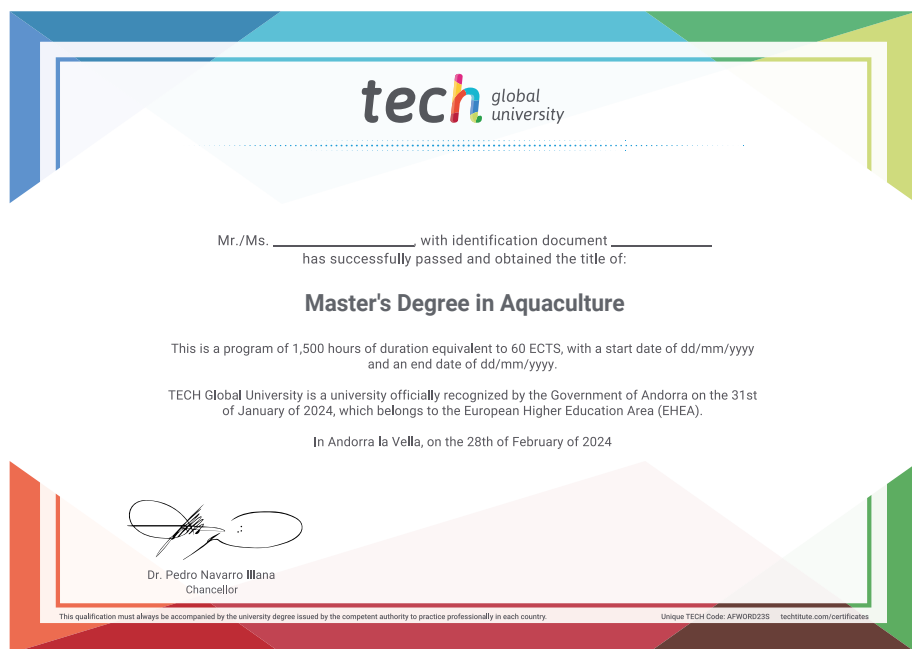 tech global university
Mr./Ms. ____________________, with identification document ______________
has successfully passed and obtained the title of:
Master's Degree in Aquaculture
This is a program of 1,500 hours of duration equivalent to 60 ECTS, with a start date of dd/mm/yyyy
and an end date of dd/mm/yyyy.
TECH Global University is a university officially recognized by the Government of Andorra on the 31st
of January of 2024, which belongs to the European Higher Education Area (EHEA).
In Andorra la Vella, on the 28th of February of 2024
Dr. Pedro Navarro Illana
Chancellor
This qualification must always be accompanied by the university degree issued by the competent authority to practice professionally in each country.
Unique TECH Code: AFWORD23S techtitute.com/certificates